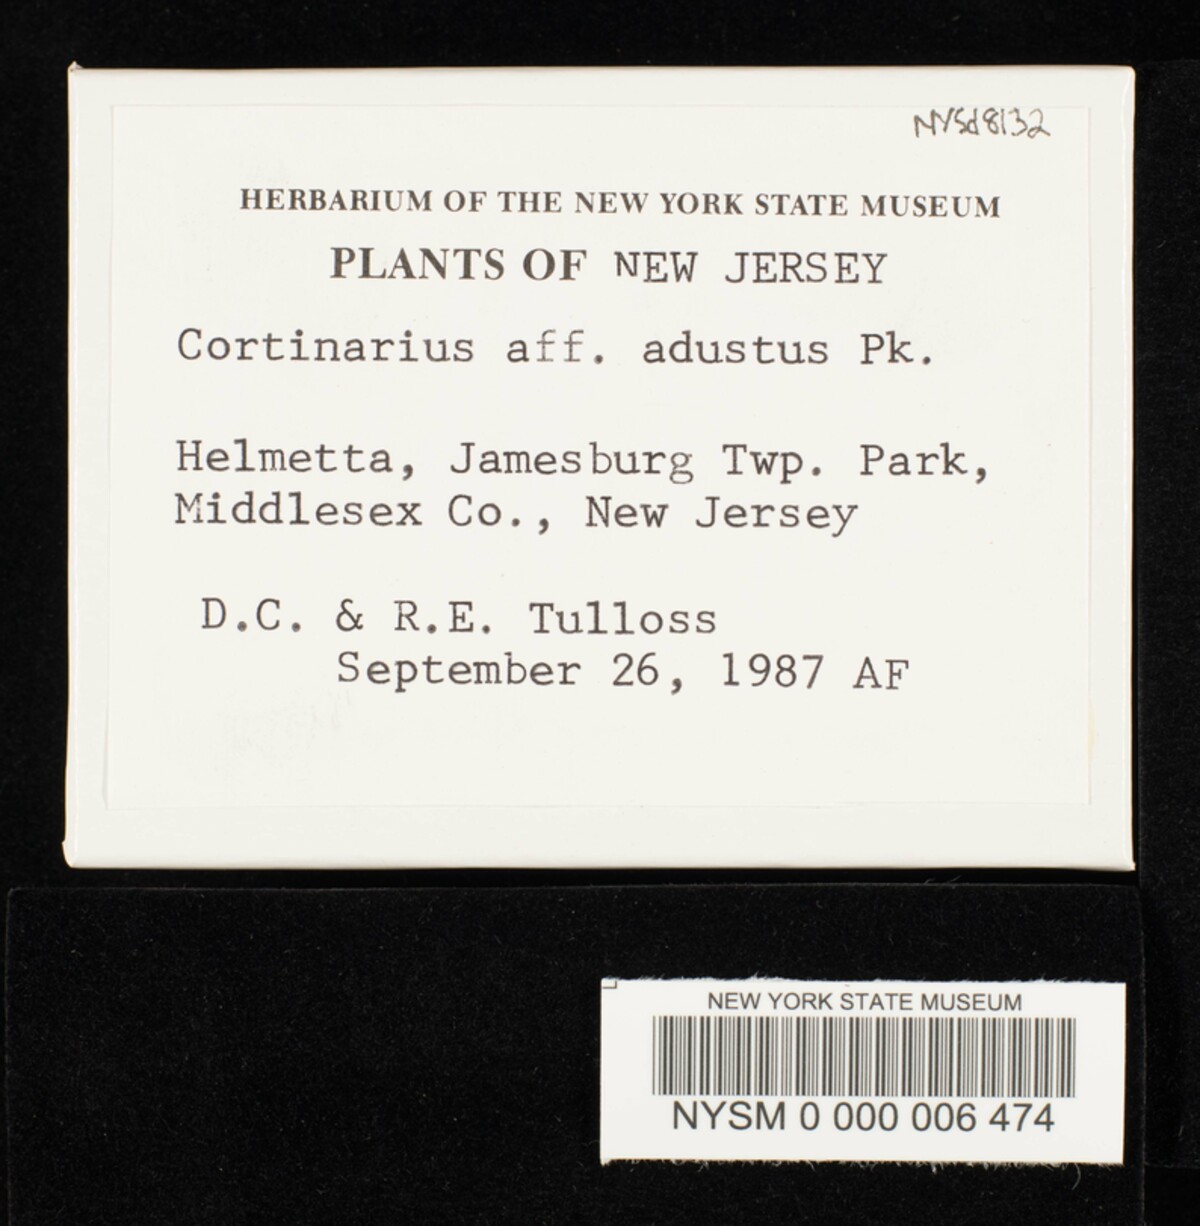 NYSd8132
HERBARIUM OF THE NEW YORK STATE MUSEUM
PLANTS OF NEW JERSEY
Cortinarius aff. adustus Pk.
Helmetta, Jamesburg Twp. Park,
Middlesex Co., New Jersey
D.C. & R.E. Tulloss
September 26, 1987 AF
NEW YORK STATE MUSEUM
NYSM 0 000 006 474